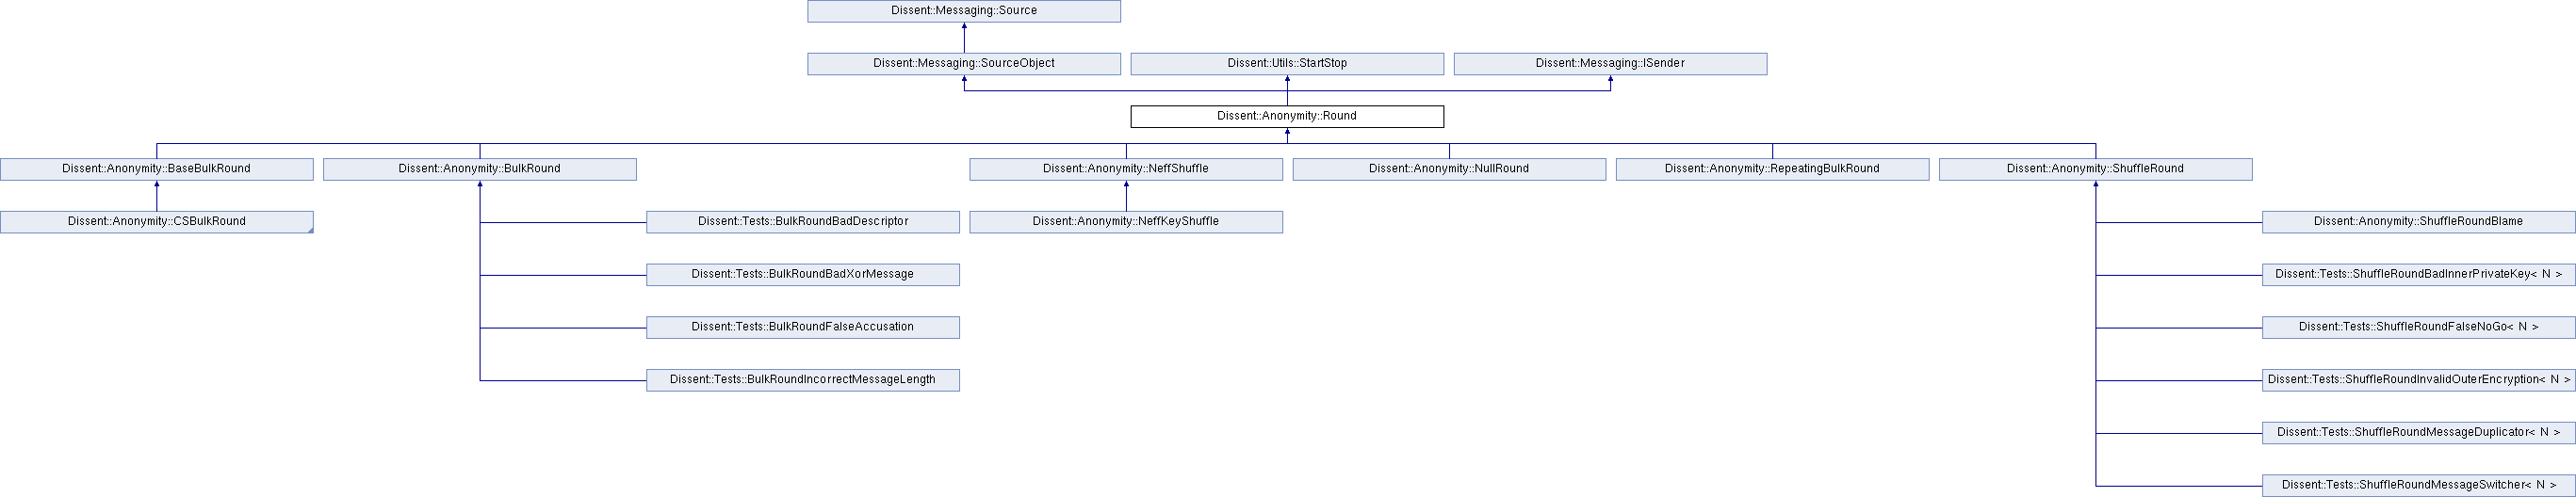 Dissent::Messaging::Source
Dissent::Messaging::SourceObject
Dissent::Utils::StartStop
Dissent::Messaging::ISender
Dissent::Anonymity::Round
Dissent::Anonymity::BaseBulkRound
Dissent::Anonymity::BulkRound
Dissent::Anonymity::NeffShuffle
Dissent::Anonymity::NullRound
Dissent::Anonymity::RepeatingBulkRound
Dissent::Anonymity::ShuffleRound
Dissent::Anonymity::CSBulkRound
Dissent::Tests::BulkRoundBadDescriptor
Dissent::Anonymity::NeffKeyShuffle
Dissent::Anonymity::ShuffleRoundBlame
Dissent::Tests::BulkRoundBadXorMessage
Dissent::Tests::ShuffleRoundBadInnerPrivateKey< N >
Dissent::Tests::BulkRoundFalseAccusation
Dissent::Tests::ShuffleRoundFalseNoGo< N >
Dissent::Tests::BulkRoundIncorrectMessageLength
Dissent::Tests::ShuffleRoundInvalidOuterEncryption< N >
Dissent::Tests::ShuffleRoundMessageDuplicator< N >
Dissent::Tests::ShuffleRoundMessageSwitcher< N >